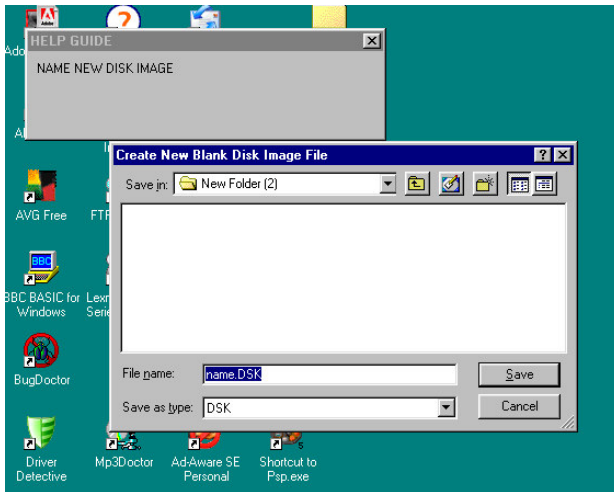 HELP GUIDE
NAME NEW DISK IMAGE
Create New Blank Disk Image File
Save in: New Folder (2)
AVG Free
BBC BASIC for
Windows
BugDoctor
File name: name.DSK
Save
Save as type: DSK
Cancel
Driver
Detective
Mp3Doctor
Ad-Aware SE
Personal
Shortcut to
Psp.exe